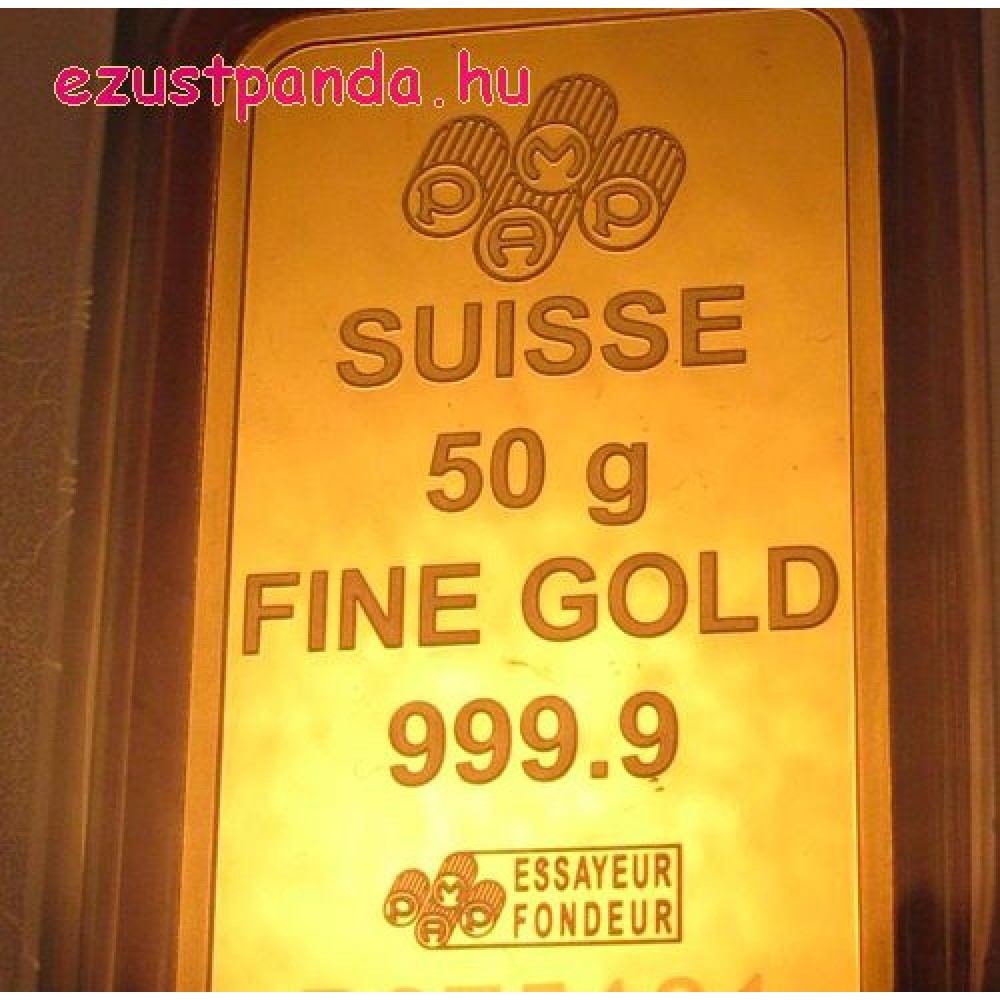 ezustpanda.hu
PAMP
SUISSE
50 g
FINE GOLD
999.9
PAMP ESSAYEUR
FONDEUR